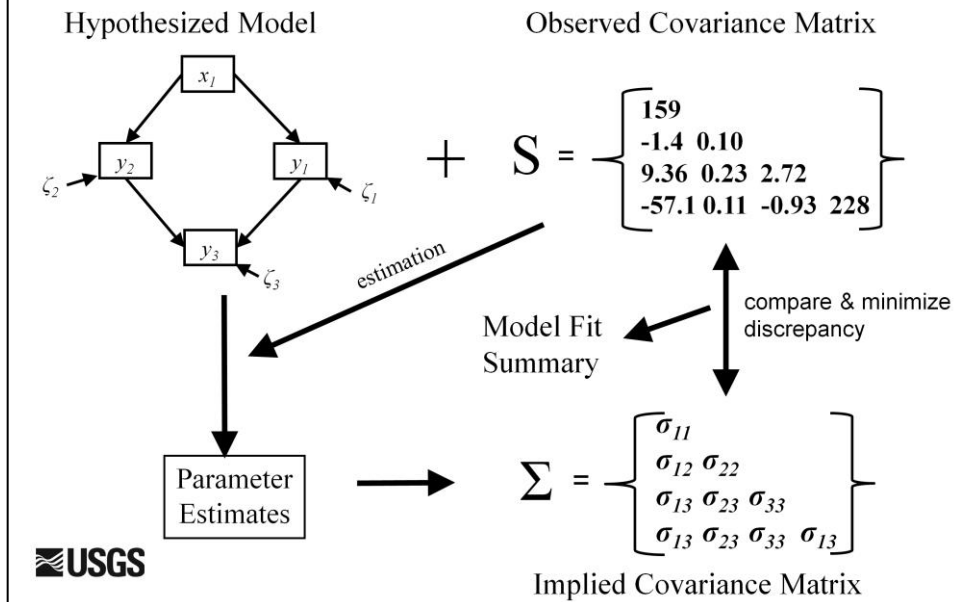 Hypothesized Model
Observed Covariance Matrix
x₁
y₂
y₁
ζ₂
ζ₁
y₃
ζ₃
+ S =
159
-1.4 0.10
9.36 0.23 2.72
-57.1 0.11 -0.93 228
estimation
compare & minimize
discrepancy
Model Fit
Summary
Parameter
Estimates
Σ =
σ₁₁
σ₁₂ σ₂₂
σ₁₃ σ₂₃ σ₃₃
σ₁₃ σ₂₃ σ₃₃ σ₁₃
USGS
Implied Covariance Matrix